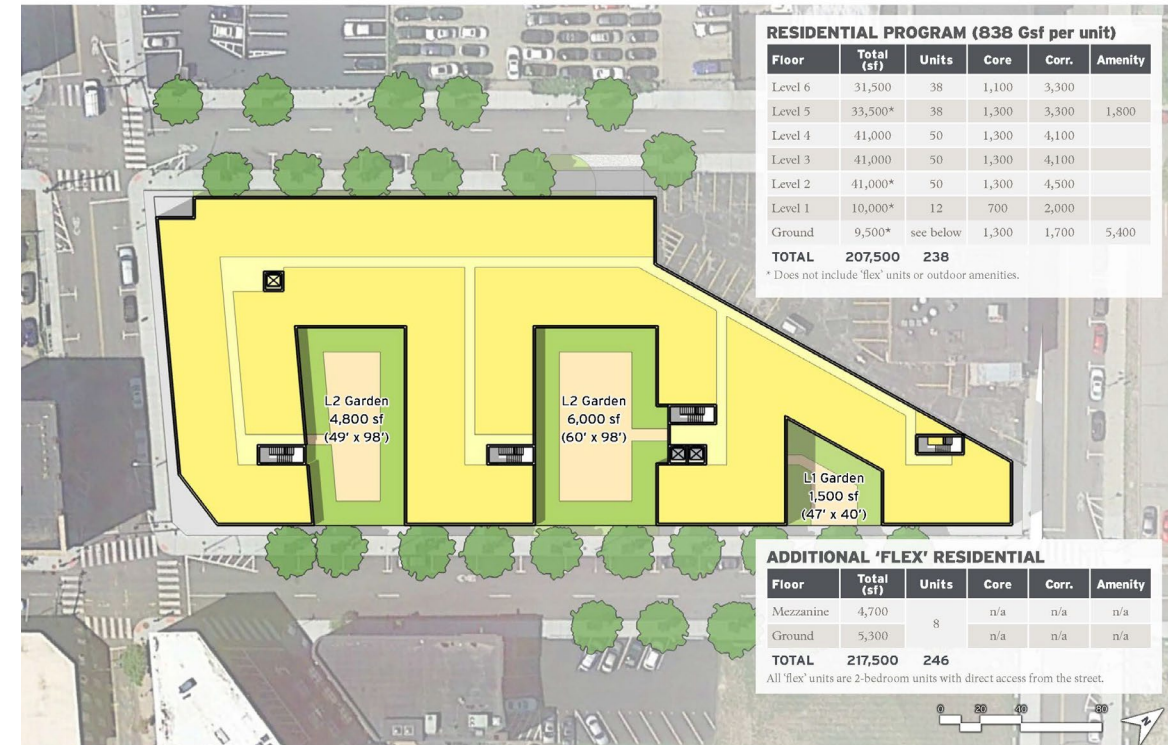 RESIDENTIAL PROGRAM (838 Gsf per unit)
Floor Total (sf) Units Core Corr. Amenity
Level 6 31,500 38 1,100 3,300
Level 5 33,500* 38 1,300 3,300 1,800
Level 4 41,000 50 1,300 4,100
Level 3 41,000 50 1,300 4,100
Level 2 41,000* 50 1,300 4,500
Level 1 10,000* 12 700 2,000
Ground 9,500* see below 1,300 1,700 5,400
TOTAL 207,500 238
* Does not include 'flex' units or outdoor amenities.
L2 Garden
4,800 sf
(49' x 98')
L2 Garden
6,000 sf
(60' x 98')
L1 Garden
1,500 sf
(47' x 40')
ADDITIONAL 'FLEX' RESIDENTIAL
Floor Total (sf) Units Core Corr. Amenity
Mezzanine 4,700 8 n/a n/a n/a
Ground 5,300 n/a n/a n/a
TOTAL 217,500 246
All 'flex' units are 2-bedroom units with direct access from the street.
0 20 40 80'
N